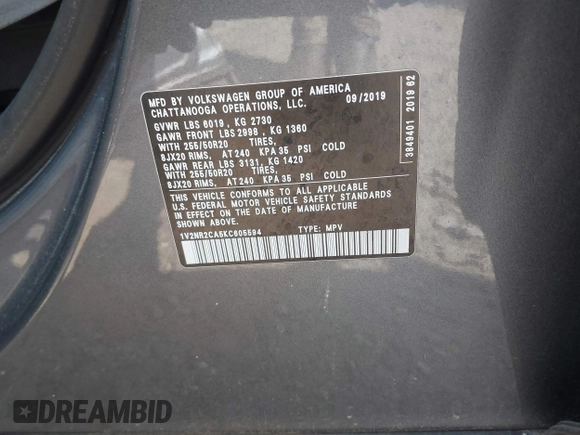 MFD BY VOLKSWAGEN GROUP OF AMERICA
CHATTANOOGA OPERATIONS, LLC. 09/2019
GVWR LBS 6019 , KG 2730
GAWR FRONT LBS 2998 , KG 1360
WITH 255/50R20 TIRES,
8JX20 RIMS, AT 240 KPA 35 PSI COLD
GAWR REAR LBS 3131, KG 1420
WITH 255/50R20 TIRES,
8JX20 RIMS, AT 240 KPA 35 PSI COLD
THIS VEHICLE CONFORMS TO ALL APPLICABLE
U.S. FEDERAL MOTOR VEHICLE SAFETY STANDARDS
IN EFFECT ON THE DATE OF MANUFACTURE
SHOWN ABOVE.
1V2NR2CA5KC605594 TYPE: MPV
3849401 2019 62
DREAMBID